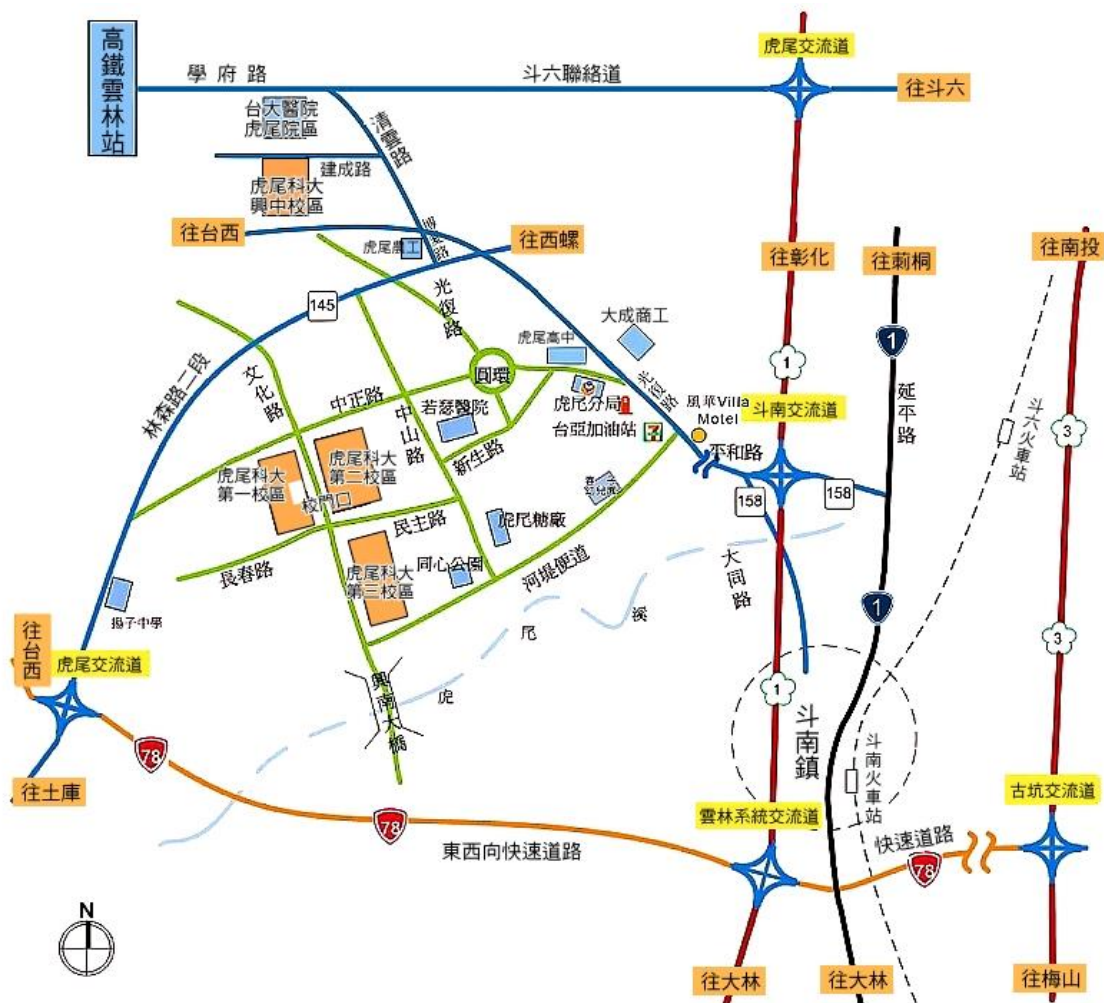 高鐵雲林站
學府路
斗六聯絡道
虎尾交流道
往斗六
台大醫院
虎尾院區
清雲路
建成路
虎尾科大
興中校區
往台西
虎尾農工
往西螺
往彰化
往莿桐
往南投
145
光復路
大成商工
虎尾高中
1
1
延平路
林森路二段
文化路
中正路
中山路
圓環
若瑟醫院
虎尾分局
光復路
風華Villa
Motel
斗南交流道
斗六火車站
3
台亞加油站
7
平和路
新生路
虎尾科大
第一校區
虎尾科大
第二校區
校門口
158
158
民主路
虎尾糖廠
大同路
長春路
虎尾科大
第三校區
同心公園
河堤便道
揚子中學
虎
尾
溪
1
3
往台西
虎尾交流道
興南大橋
1
斗南鎮
斗南火車站
78
往土庫
雲林系統交流道
古坑交流道
78
東西向快速道路
快速道路
78
N
往大林
往大林
往梅山